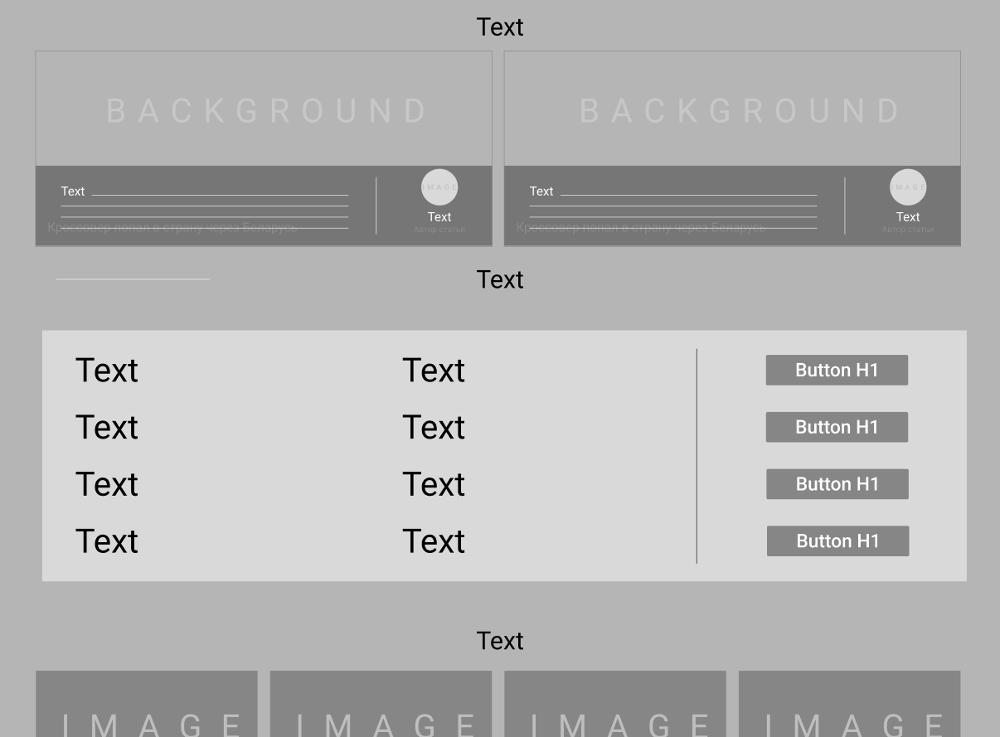 Text
BACKGROUND
BACKGROUND
Text
IMAGE
Text
Кроссовер попал в страну через Беларусь
Автор статьи
Text
IMAGE
Text
Кроссовер попал в страну через Беларусь
Автор статьи
Text
Text
Text
Button H1
Text
Text
Button H1
Text
Text
Button H1
Text
Text
Button H1
Text
IMAGE
IMAGE
IMAGE
IMAGE